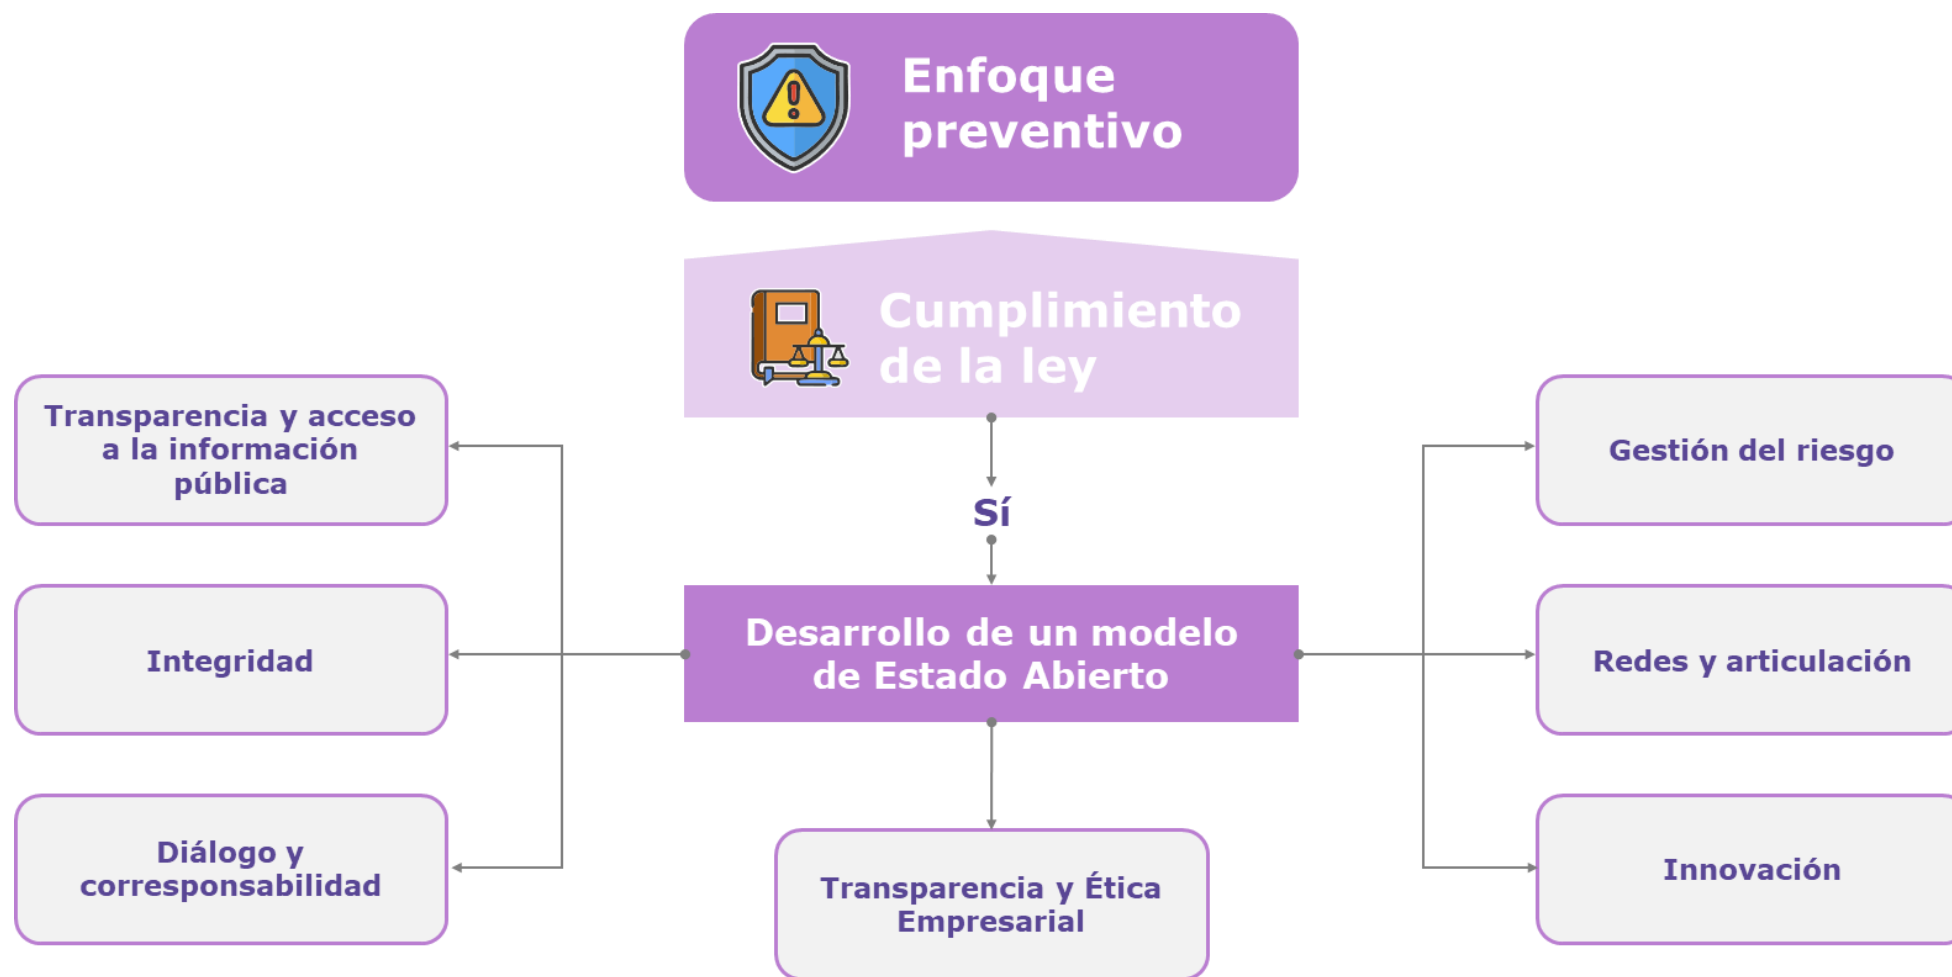 Enfoque
preventivo
Cumplimiento
de la ley
Sí
Desarrollo de un modelo
de Estado Abierto
Transparencia y acceso
a la información
pública
Integridad
Diálogo y
corresponsabilidad
Transparencia y Ética
Empresarial
Gestión del riesgo
Redes y articulación
Innovación